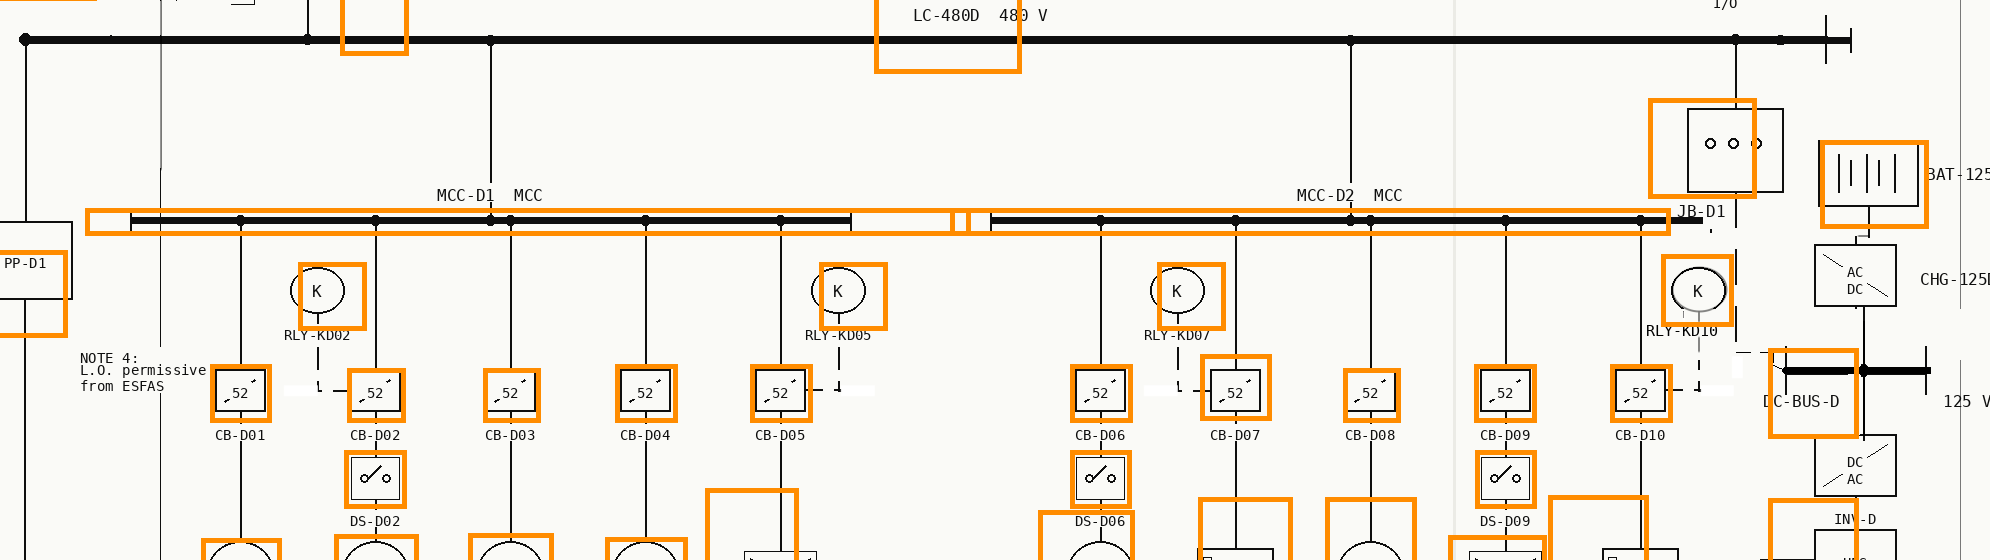 I/O
LC-480D 480 V
BAT-125
MCC-D1 MCC
MCC-D2 MCC
JB-D1
PP-D1
AC
DC
CHG-125D
K
K
K
K
RLY-KD02
RLY-KD05
RLY-KD07
RLY-KD10
NOTE 4:
L.O. permissive
from ESFAS
52
52
52
52
52
52
52
52
52
52
DC-BUS-D
125 V
CB-D01
CB-D02
CB-D03
CB-D04
CB-D05
CB-D06
CB-D07
CB-D08
CB-D09
CB-D10
DC
AC
DS-D02
DS-D06
DS-D09
INV-D